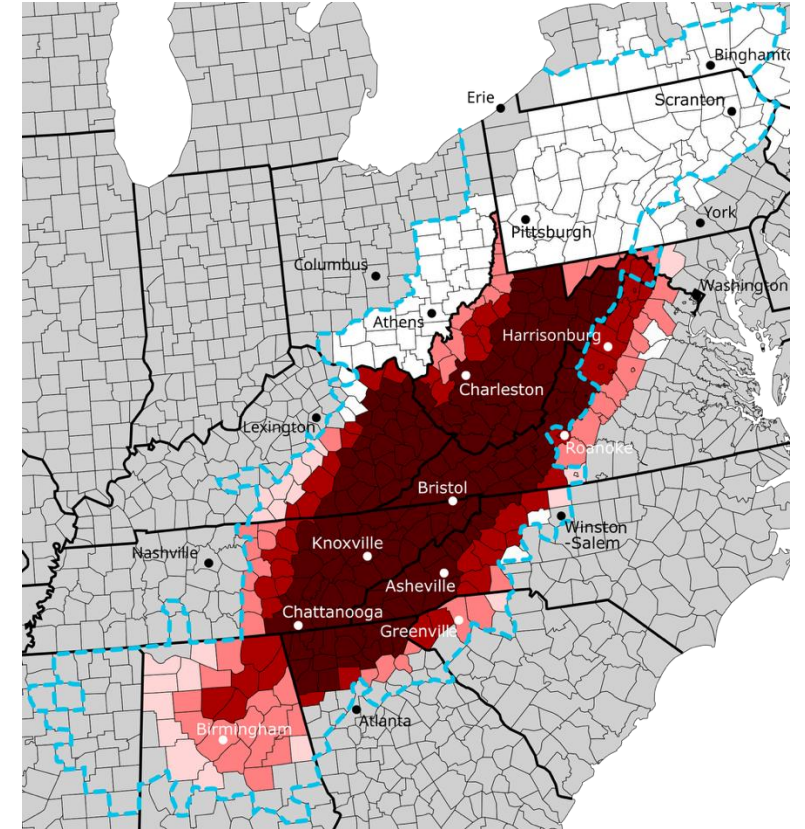 Binghamto
Erie
Scranton
York
Pittsburgh
Columbus
Washington
Athens
Harrisonburg
Charleston
Lexington
Roanoke
Bristol
Winston
-Salem
Knoxville
Nashville
Asheville
Chattanooga
Greenville
Atlanta
Birmingham